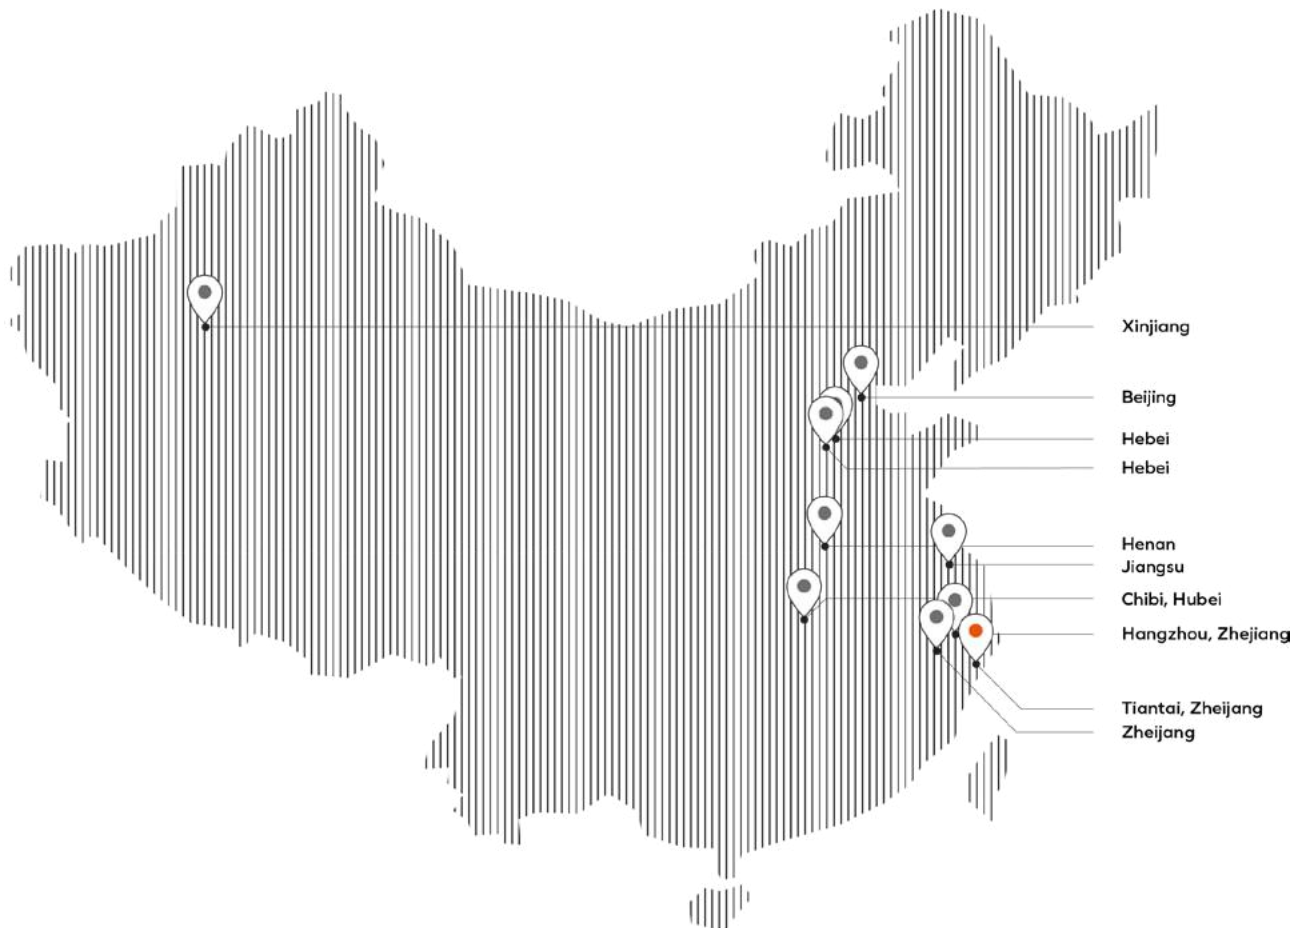 Xinjiang
Beijing
Hebei
Hebei
Henan
Jiangsu
Chibi, Hubei
Hangzhou, Zhejiang
Tiantai, Zheijang
Zheijang